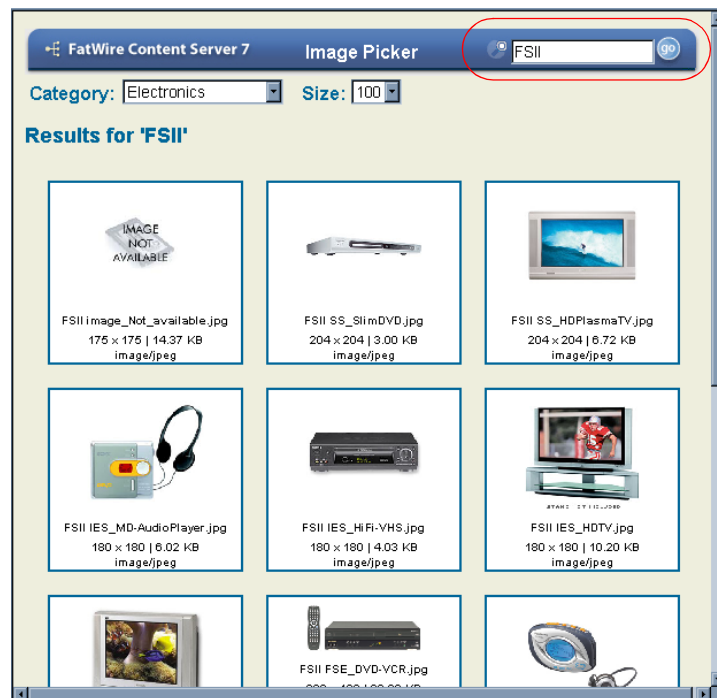 FatWire Content Server 7 Image Picker FSII go
Category: Electronics Size: 100
Results for 'FSII'
IMAGE
NOT
AVAILABLE
FSII image_Not_available.jpg
175 x 175 | 14.37 KB
image/jpeg
FSII SS_SlimDVD.jpg
204 x 204 | 3.00 KB
image/jpeg
FSII SS_HDPlasmaTV.jpg
204 x 204 | 6.72 KB
image/jpeg
FSII IES_MD-AudioPlayer.jpg
180 x 180 | 6.02 KB
image/jpeg
FSII IES_HiFi-VHS.jpg
180 x 180 | 4.03 KB
image/jpeg
FSII IES_HDTV.jpg
180 x 180 | 10.20 KB
image/jpeg
FSII FSE_DVD-VCR.jpg